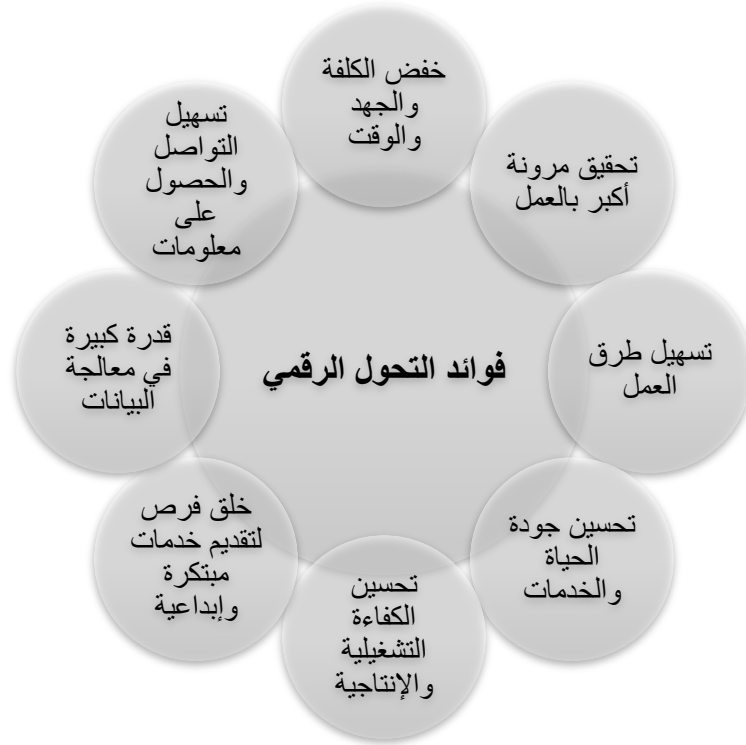 فوائد التحول الرقمي
خفض الكلفة
والجهد
والوقت
تحقيق مرونة
أكبر بالعمل
تسهيل طرق
العمل
تحسين جودة
الحياة
والخدمات
تحسين
الكفاءة
التشغيلية
والإنتاجية
خلق فرص
لتقديم خدمات
مبتكرة
وإبداعية
قدرة كبيرة
في معالجة
البيانات
تسهيل
التواصل
والحصول
على
معلومات